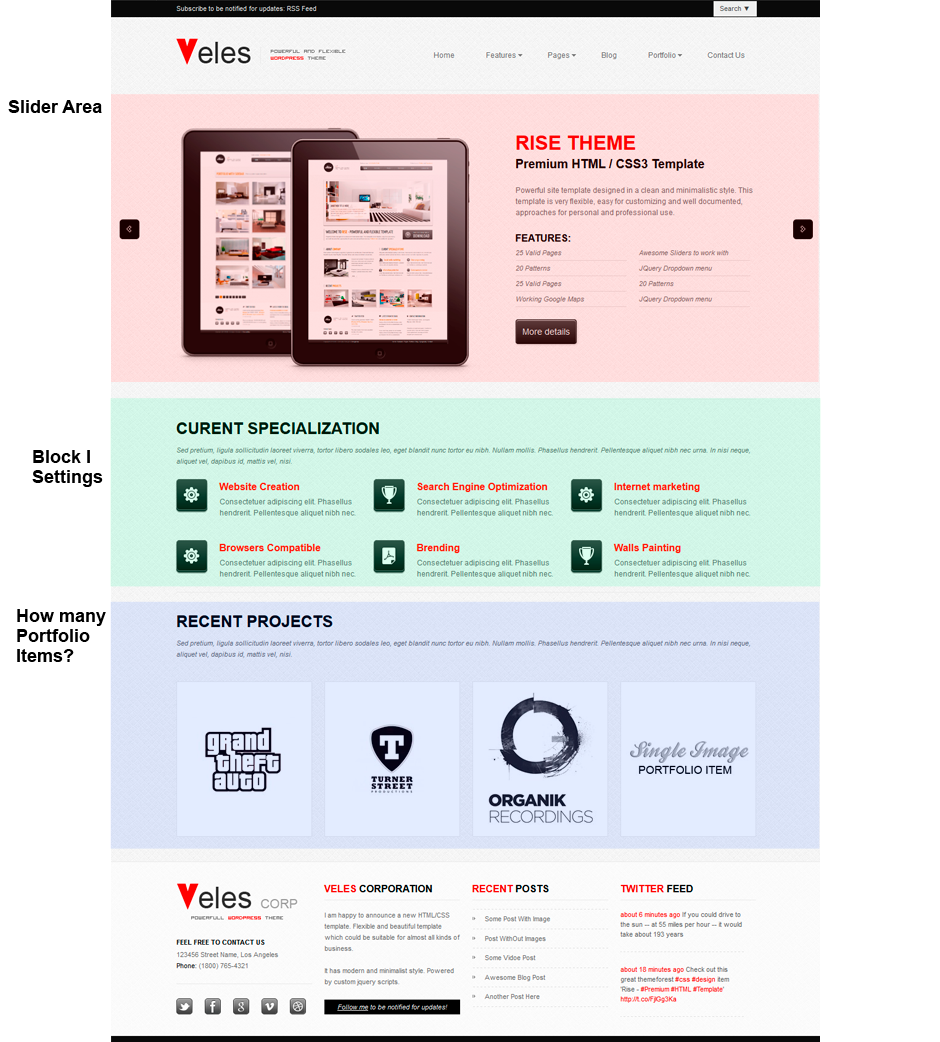 Subscribe to be notified for updates: RSS Feed
Search ▼
Veles
POWERFUL AND FLEXIBLE
WORDPRESS THEME
Home Features Pages Blog Portfolio Contact Us
Slider Area
RISE THEME
Premium HTML / CSS3 Template
Powerful site template designed in a clean and minimalistic style. This
template is very flexible, easy for customizing and well documented,
approaches for personal and professional use.
FEATURES:
25 Valid Pages Awesome Sliders to work with
20 Patterns JQuery Dropdown menu
25 Valid Pages 20 Patterns
Working Google Maps JQuery Dropdown menu
More details
Block I
Settings
CURENT SPECIALIZATION
Sed pretium, ligula sollicitudin laoreet viverra, tortor libero sodales leo, eget blandit nunc tortor eu nibh. Nullam mollis. Phasellus hendrerit. Pellentesque aliquet nibh nec urna. In nisi neque,
aliquet vel, dapibus id, mattis vel, nisi.
Website Creation
Consectetuer adipiscing elit. Phasellus
hendrerit. Pellentesque aliquet nibh nec.
Search Engine Optimization
Consectetuer adipiscing elit. Phasellus
hendrerit. Pellentesque aliquet nibh nec.
Internet marketing
Consectetuer adipiscing elit. Phasellus
hendrerit. Pellentesque aliquet nibh nec.
Browsers Compatible
Consectetuer adipiscing elit. Phasellus
hendrerit. Pellentesque aliquet nibh nec.
Brending
Consectetuer adipiscing elit. Phasellus
hendrerit. Pellentesque aliquet nibh nec.
Walls Painting
Consectetuer adipiscing elit. Phasellus
hendrerit. Pellentesque aliquet nibh nec.
How many
Portfolio
Items?
RECENT PROJECTS
Sed pretium, ligula sollicitudin laoreet viverra, tortor libero sodales leo, eget blandit nunc tortor eu nibh. Nullam mollis. Phasellus hendrerit. Pellentesque aliquet nibh nec urna. In nisi neque,
aliquet vel, dapibus id, mattis vel, nisi.
grand
theft
auto
T
TURNER
STREET
PRODUCTIONS
ORGANIK
RECORDINGS
Single Image
PORTFOLIO ITEM
Veles CORP
POWERFULL WORDPRESS THEME
FEEL FREE TO CONTACT US
123456 Street Name, Los Angeles
Phone: (1800) 765-4321
VELES CORPORATION
I am happy to announce a new HTML/CSS
template. Flexible and beautiful template
which could be suitable for almost all kinds of
business.
It has modern and minimalist style. Powered
by custom jquery scripts.
Follow me to be notified for updates!
RECENT POSTS
» Some Post With Image
» Post WithOut Images
» Some Vidoe Post
» Awesome Blog Post
» Another Post Here
TWITTER FEED
about 6 minutes ago If you could drive to
the sun -- at 55 miles per hour -- it would
take about 193 years
about 18 minutes ago Check out this
great themeforest #css #design item
'Rise - #Premium #HTML #Template'
http://t.co/FjlGg3Ka